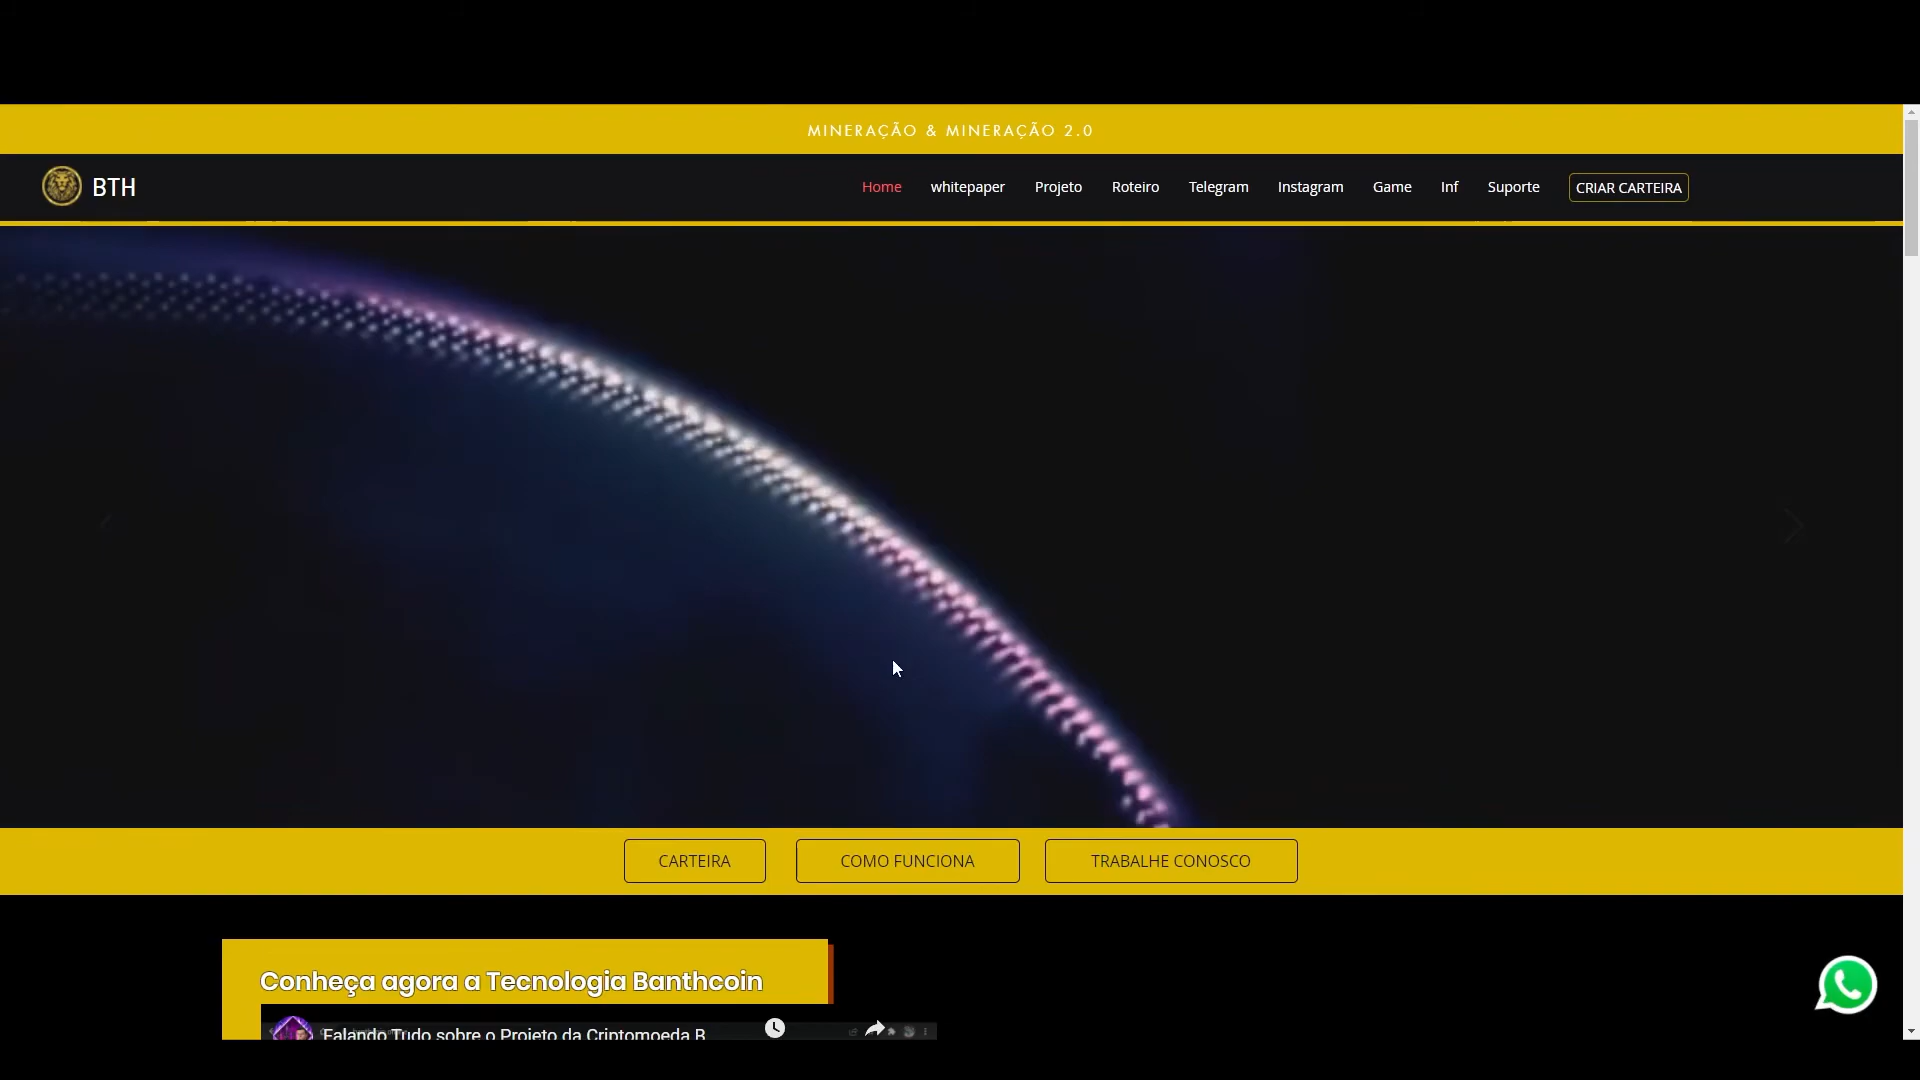 MINERAÇÃO & MINERAÇÃO 2.0
BTH
Home whitepaper Projeto Roteiro Telegram Instagram Game Inf Suporte CRIAR CARTEIRA
CARTEIRA COMO FUNCIONA TRABALHE CONOSCO
Conheça agora a Tecnologia Banthcoin
Falando Tudo sobre o Projeto da Criptomoeda B